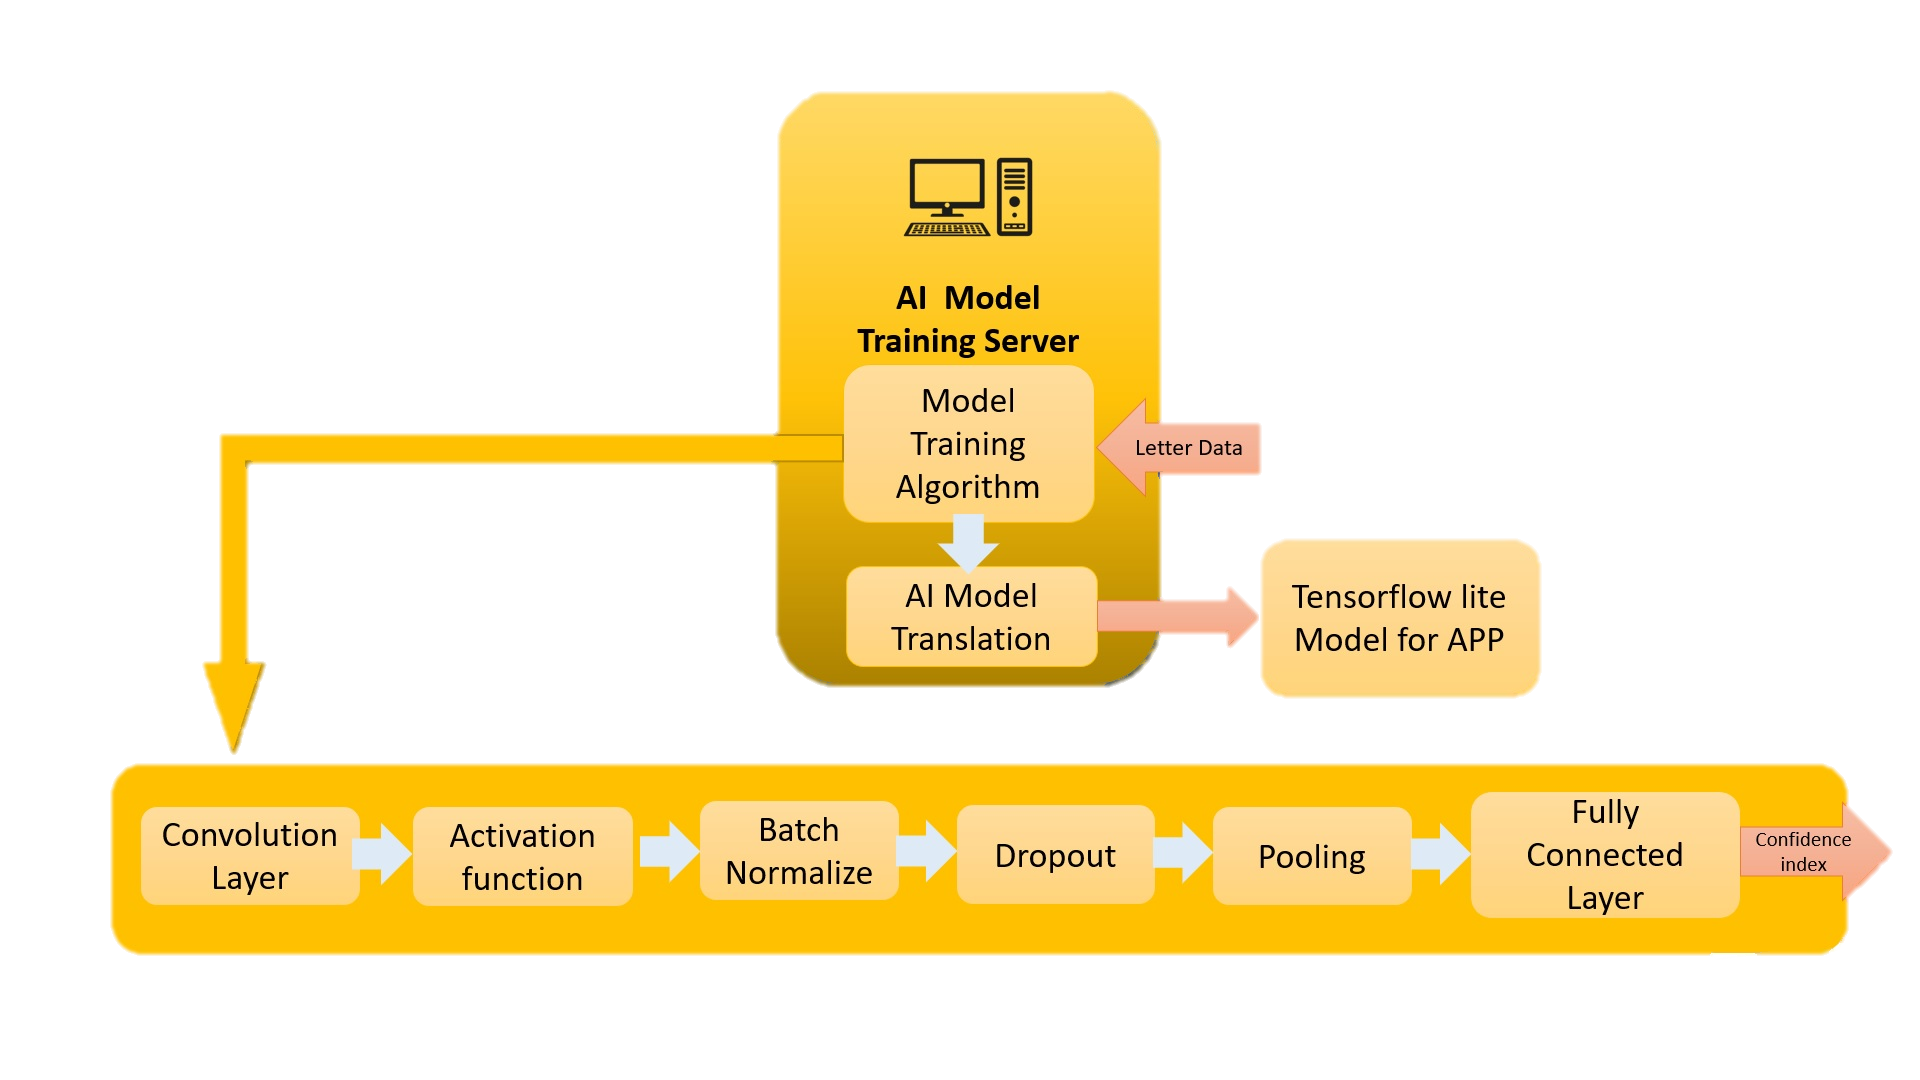 AI  Model
Training Server
Model
Training
Algorithm
Letter Data
AI Model
Translation
Tensorflow lite
Model for APP
Convolution
Layer
Activation
function
Batch
Normalize
Dropout
Pooling
Fully
Connected
Layer
Confidence
index